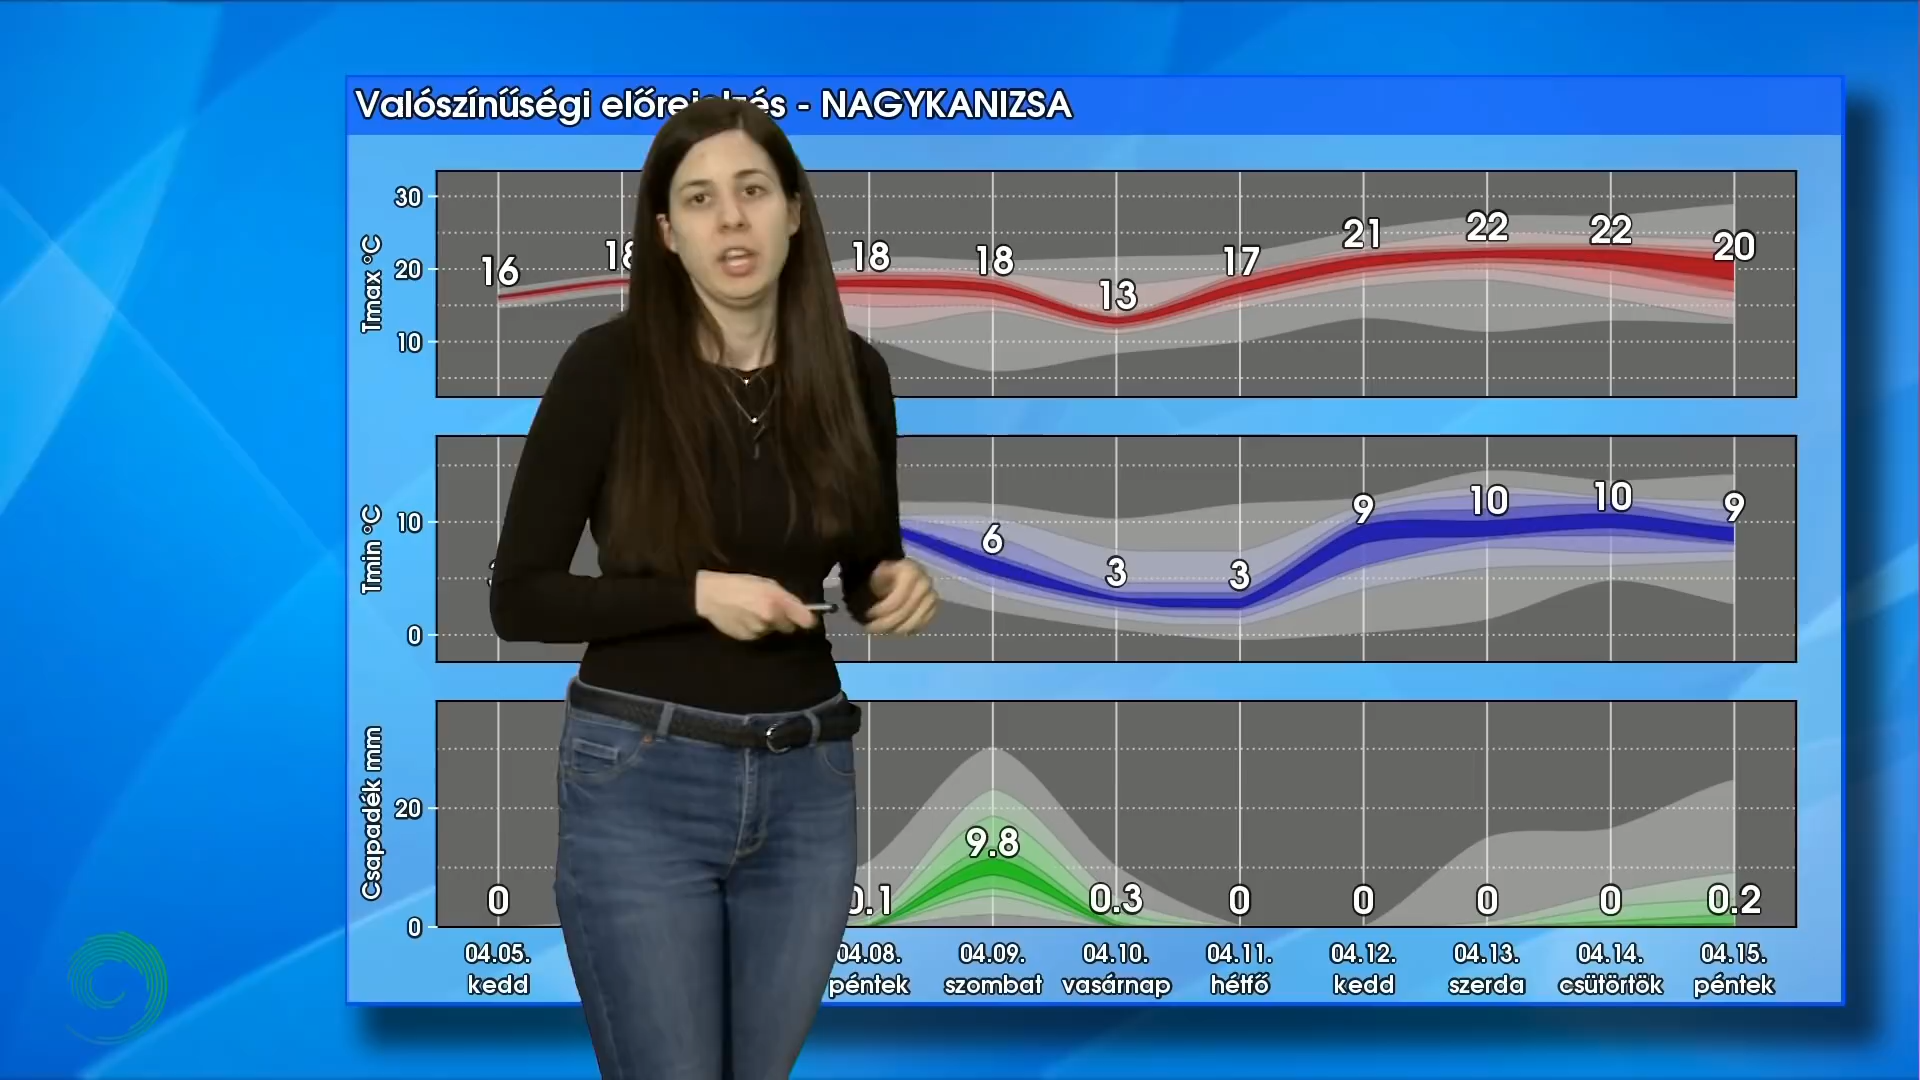 Valószínűségi előrejelzés - NAGYKANIZSA
Tmax °C
30
20
10
16 18 18 18 13 17 21 22 22 20
Tmin °C
10
0
6 3 3 9 10 10 9
Csapadék mm
20
0
0 0.1 9.8 0.3 0 0 0 0 0.2
04.05. 04.08. 04.09. 04.10. 04.11. 04.12. 04.13. 04.14. 04.15.
kedd péntek szombat vasárnap hétfő kedd szerda csütörtök péntek